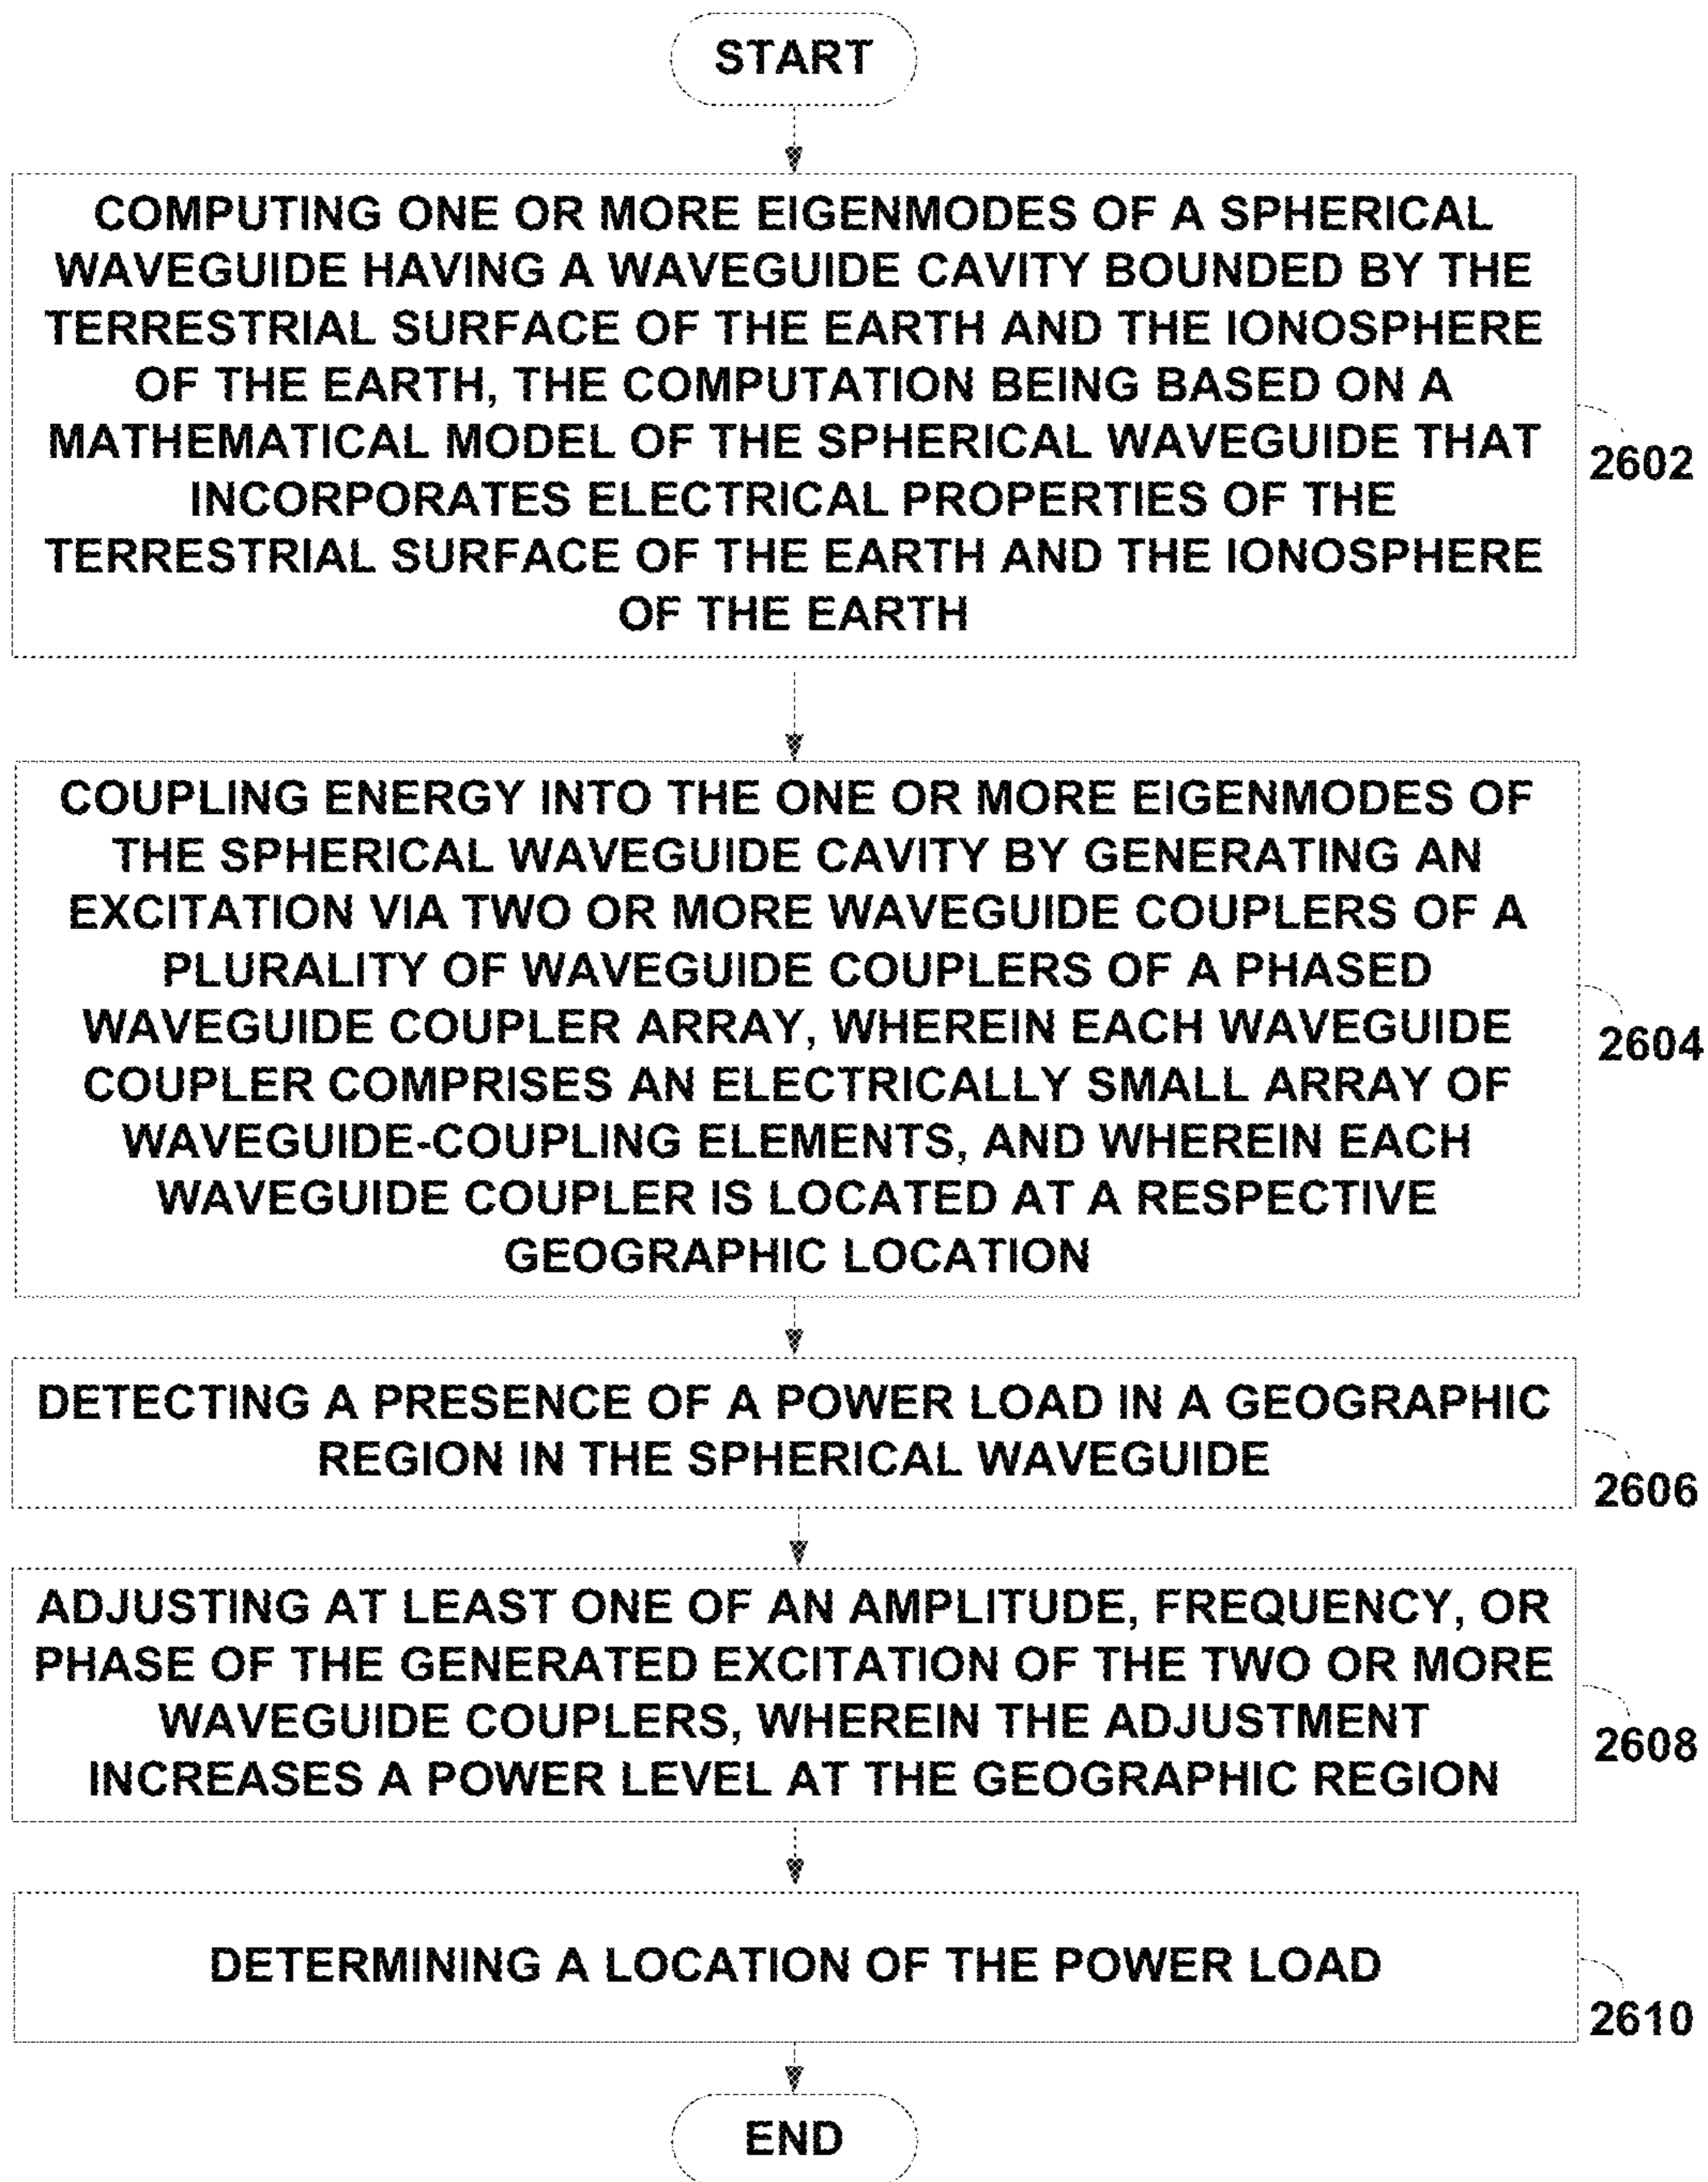 START
COMPUTING ONE OR MORE EIGENMODES OF A SPHERICAL
WAVEGUIDE HAVING A WAVEGUIDE CAVITY BOUNDED BY THE
TERRESTRIAL SURFACE OF THE EARTH AND THE IONOSPHERE
OF THE EARTH, THE COMPUTATION BEING BASED ON A
MATHEMATICAL MODEL OF THE SPHERICAL WAVEGUIDE THAT
INCORPORATES ELECTRICAL PROPERTIES OF THE
TERRESTRIAL SURFACE OF THE EARTH AND THE IONOSPHERE
OF THE EARTH
2602
COUPLING ENERGY INTO THE ONE OR MORE EIGENMODES OF
THE SPHERICAL WAVEGUIDE CAVITY BY GENERATING AN
EXCITATION VIA TWO OR MORE WAVEGUIDE COUPLERS OF A
PLURALITY OF WAVEGUIDE COUPLERS OF A PHASED
WAVEGUIDE COUPLER ARRAY, WHEREIN EACH WAVEGUIDE
COUPLER COMPRISES AN ELECTRICALLY SMALL ARRAY OF
WAVEGUIDE-COUPLING ELEMENTS, AND WHEREIN EACH
WAVEGUIDE COUPLER IS LOCATED AT A RESPECTIVE
GEOGRAPHIC LOCATION
2604
DETECTING A PRESENCE OF A POWER LOAD IN A GEOGRAPHIC
REGION IN THE SPHERICAL WAVEGUIDE
2606
ADJUSTING AT LEAST ONE OF AN AMPLITUDE, FREQUENCY, OR
PHASE OF THE GENERATED EXCITATION OF THE TWO OR MORE
WAVEGUIDE COUPLERS, WHEREIN THE ADJUSTMENT
INCREASES A POWER LEVEL AT THE GEOGRAPHIC REGION
2608
DETERMINING A LOCATION OF THE POWER LOAD
2610
END